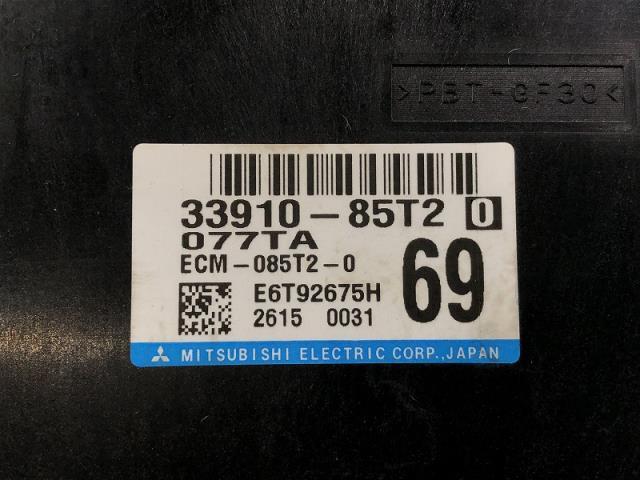 >PBT-GF30<
33910-85T2 0
077TA
ECM-085T2-0
69
E6T92675H
2615 0031
MITSUBISHI ELECTRIC CORP.,JAPAN